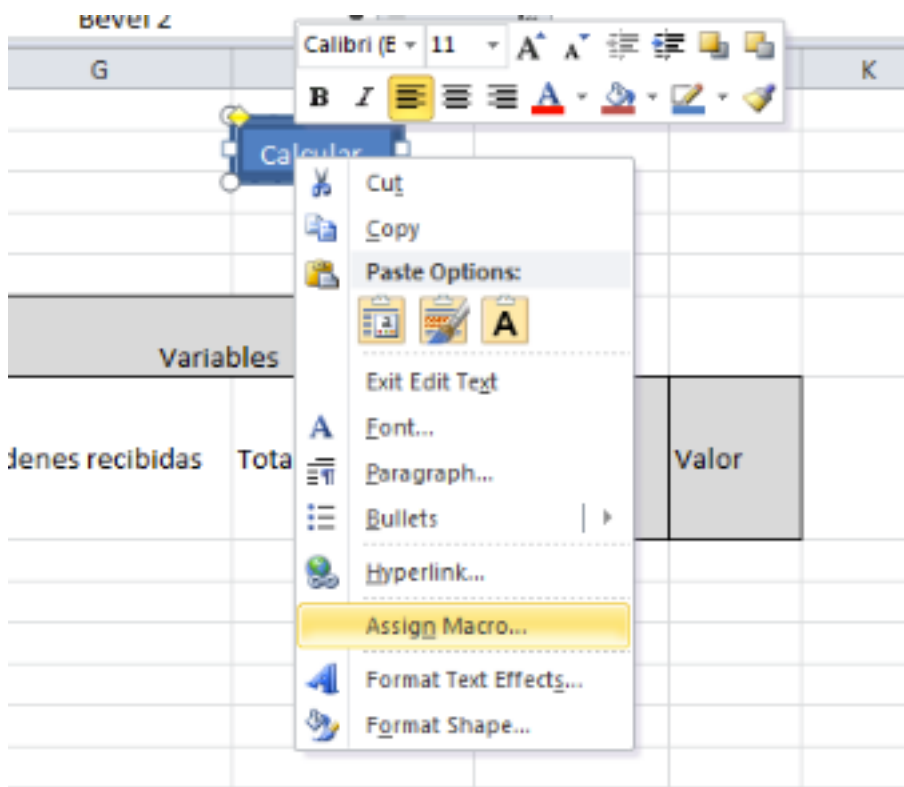 Bevel 2
Calibri (E 11 A A
G
K
B I A
Calcular
Cut
Copy
Paste Options:
A
Variables
Exit Edit Text
A Font...
denes recibidas Tota Valor
Paragraph...
Bullets
Hyperlink...
Assign Macro...
Format Text Effects...
Format Shape...